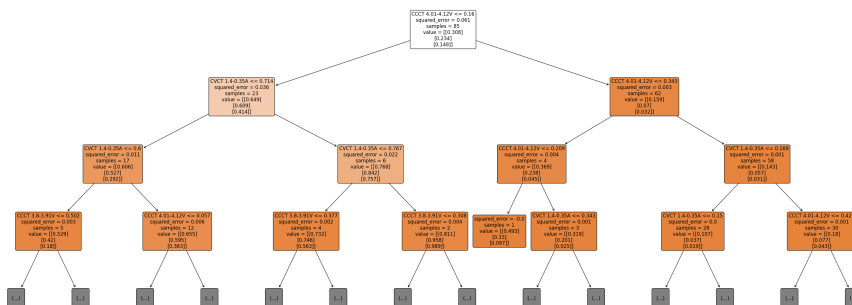 CCCT 4.01-4.12V <= 0.16
squared_error = 0.061
samples = 85
value = [[0.308]
[0.234]
[0.148]]
CVCT 1.4-0.35A <= 0.714
squared_error = 0.036
samples = 23
value = [[0.649]
[0.609]
[0.414]]
CCCT 4.01-4.12V <= 0.343
squared_error = 0.003
samples = 62
value = [[0.159]
[0.07]
[0.032]]
CVCT 1.4-0.35A <= 0.6
squared_error = 0.011
samples = 17
value = [[0.606]
[0.527]
[0.292]]
CVCT 1.4-0.35A <= 0.767
squared_error = 0.022
samples = 6
value = [[0.768]
[0.842]
[0.757]]
CCCT 4.01-4.12V <= 0.209
squared_error = 0.004
samples = 4
value = [[0.369]
[0.238]
[0.045]]
CVCT 1.4-0.35A <= 0.169
squared_error = 0.001
samples = 58
value = [[0.143]
[0.057]
[0.031]]
CCCT 3.8-3.91V <= 0.502
squared_error = 0.003
samples = 5
value = [[0.529]
[0.42]
[0.18]]
CCCT 4.01-4.12V <= 0.057
squared_error = 0.006
samples = 12
value = [[0.655]
[0.595]
[0.363]]
CCCT 3.8-3.91V <= 0.377
squared_error = 0.002
samples = 4
value = [[0.732]
[0.746]
[0.563]]
CCCT 3.8-3.91V <= 0.308
squared_error = 0.004
samples = 2
value = [[0.811]
[0.958]
[0.989]]
squared_error = -0.0
samples = 1
value = [[0.493]
[0.33]
[0.097]]
CVCT 1.4-0.35A <= 0.343
squared_error = 0.001
samples = 3
value = [[0.319]
[0.201]
[0.025]]
CVCT 1.4-0.35A <= 0.15
squared_error = 0.0
samples = 28
value = [[0.107]
[0.037]
[0.018]]
CCCT 4.01-4.12V <= 0.42
squared_error = 0.001
samples = 30
value = [[0.18]
[0.077]
[0.043]]
(...)
(...)
(...)
(...)
(...)
(...)
(...)
(...)
(...)
(...)
(...)
(...)
(...)